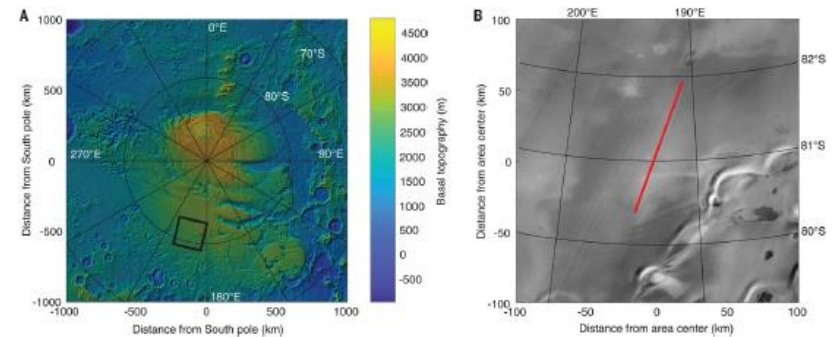 A
1000
500
0
-500
-1000
Distance from South pole (km)
0°E
70°S
80°S
270°E
90°E
180°E
-1000
-500
0
500
1000
Distance from South pole (km)
4500
4000
3500
3000
2500
2000
1500
1000
500
0
-500
Basal topography (m)
B
200°E
190°E
100
50
0
-50
-100
Distance from area center (km)
82°S
81°S
80°S
-100
-50
0
50
100
Distance from area center (km)